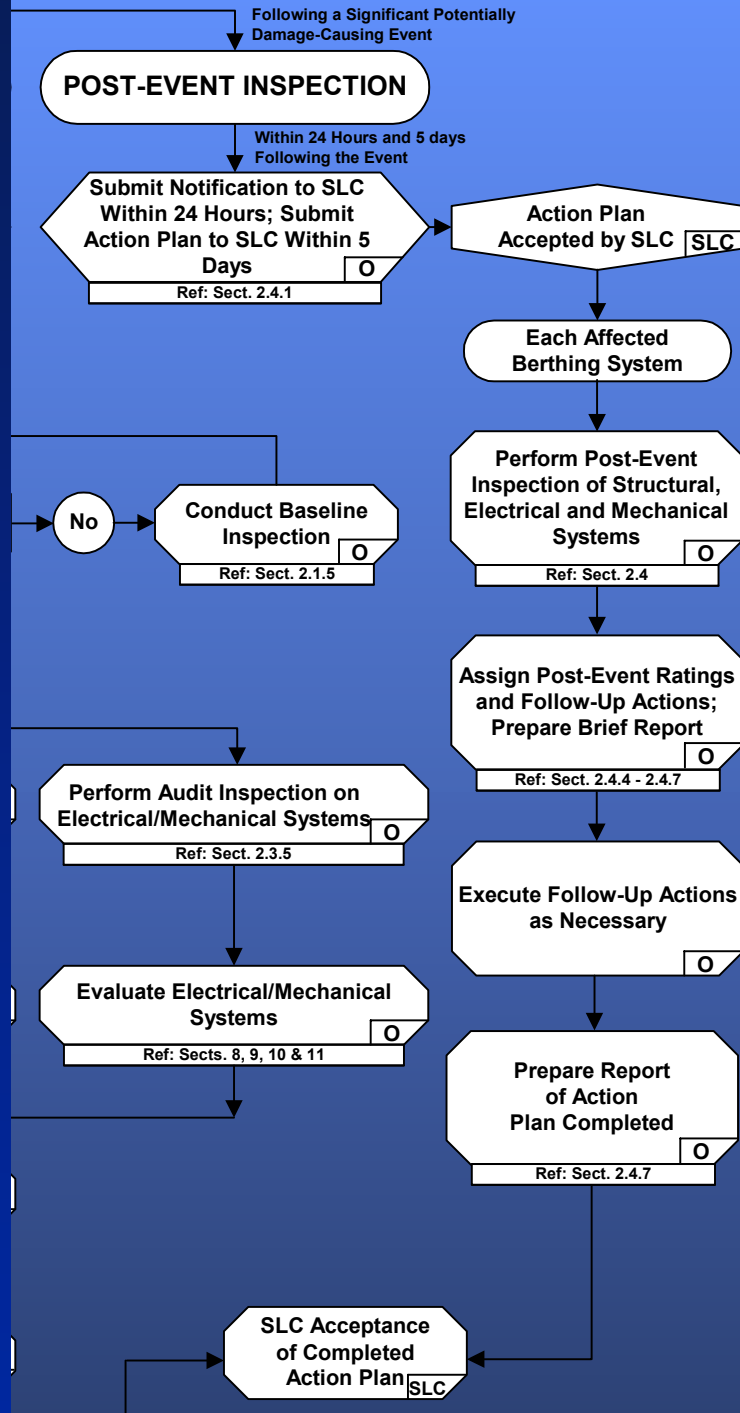 Following a Significant Potentially
Damage-Causing Event
POST-EVENT INSPECTION
Within 24 Hours and 5 days
Following the Event
Submit Notification to SLC
Within 24 Hours; Submit
Action Plan to SLC Within 5
Days
O
Ref: Sect. 2.4.1
Action Plan
Accepted by SLC
SLC
Each Affected
Berthing System
Perform Post-Event
Inspection of Structural,
Electrical and Mechanical
Systems
O
Ref: Sect. 2.4
No
Conduct Baseline
Inspection
O
Ref: Sect. 2.1.5
Assign Post-Event Ratings
and Follow-Up Actions;
Prepare Brief Report
O
Ref: Sect. 2.4.4 - 2.4.7
Perform Audit Inspection on
Electrical/Mechanical Systems
O
Ref: Sect. 2.3.5
Execute Follow-Up Actions
as Necessary
O
Evaluate Electrical/Mechanical
Systems
O
Ref: Sects. 8, 9, 10 & 11
Prepare Report
of Action
Plan Completed
O
Ref: Sect. 2.4.7
SLC Acceptance
of Completed
Action Plan
SLC